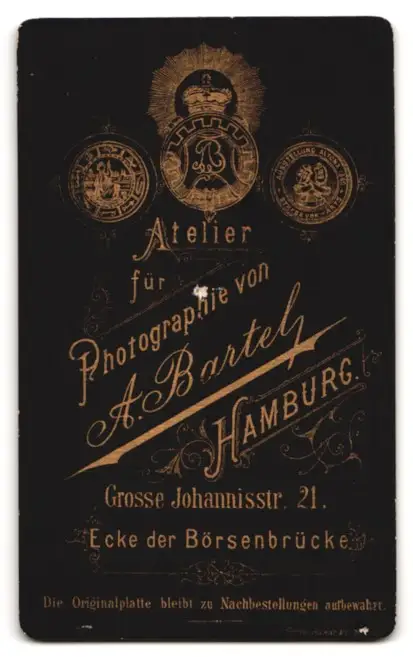 B
Atelier
für
Photographie von
A. Bartel,
HAMBURG.
Grosse Johannisstr. 21.
Ecke der Börsenbrücke
Die Originalplatte bleibt zu Nachbestellungen aufbewahrt.